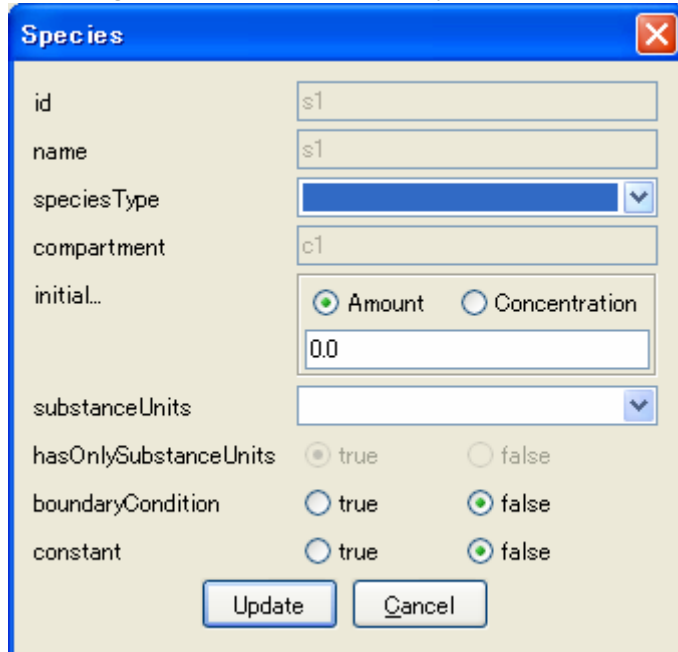 Species
id s1
name s1
speciesType
compartment c1
initial... Amount Concentration
0.0
substanceUnits
hasOnlySubstanceUnits true false
boundaryCondition true false
constant true false
Update Cancel